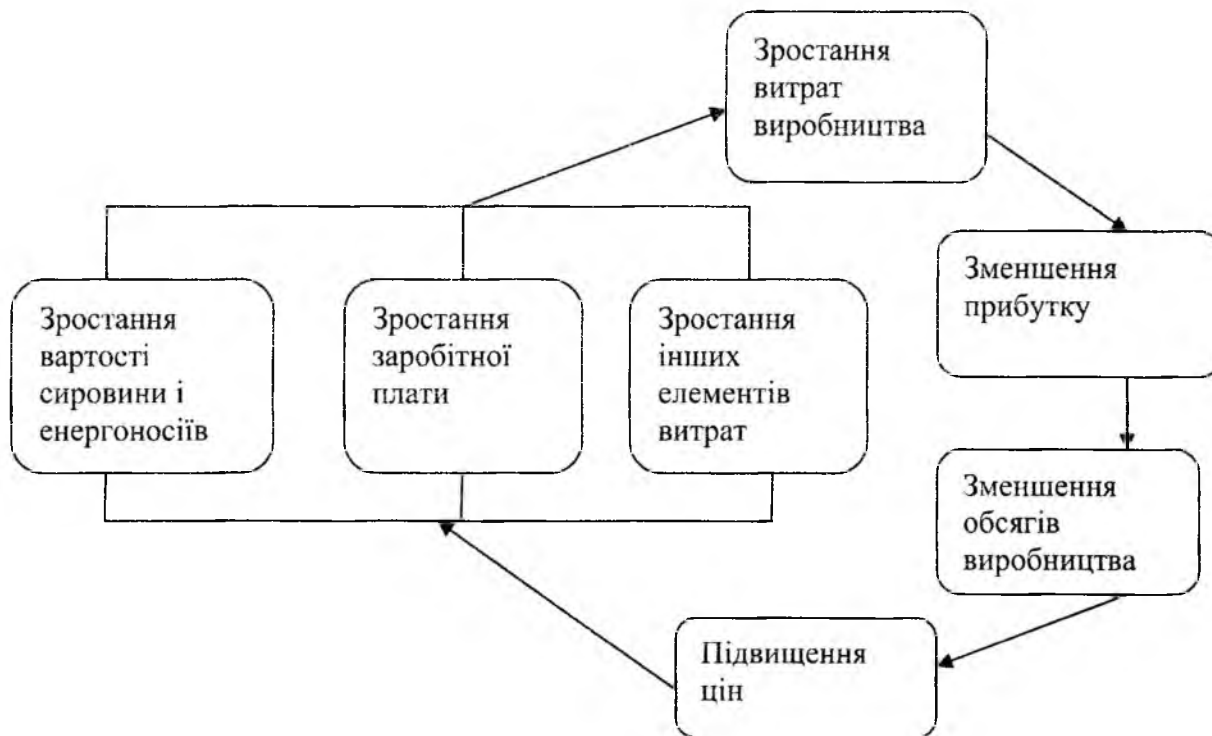 Зростання
витрат
виробництва
Зменшення
прибутку
Зростання
вартості
сировини і
енергоносіїв
Зростання
заробітної
плати
Зростання
інших
елементів
витрат
Зменшення
обсягів
виробництва
Підвищення
цін